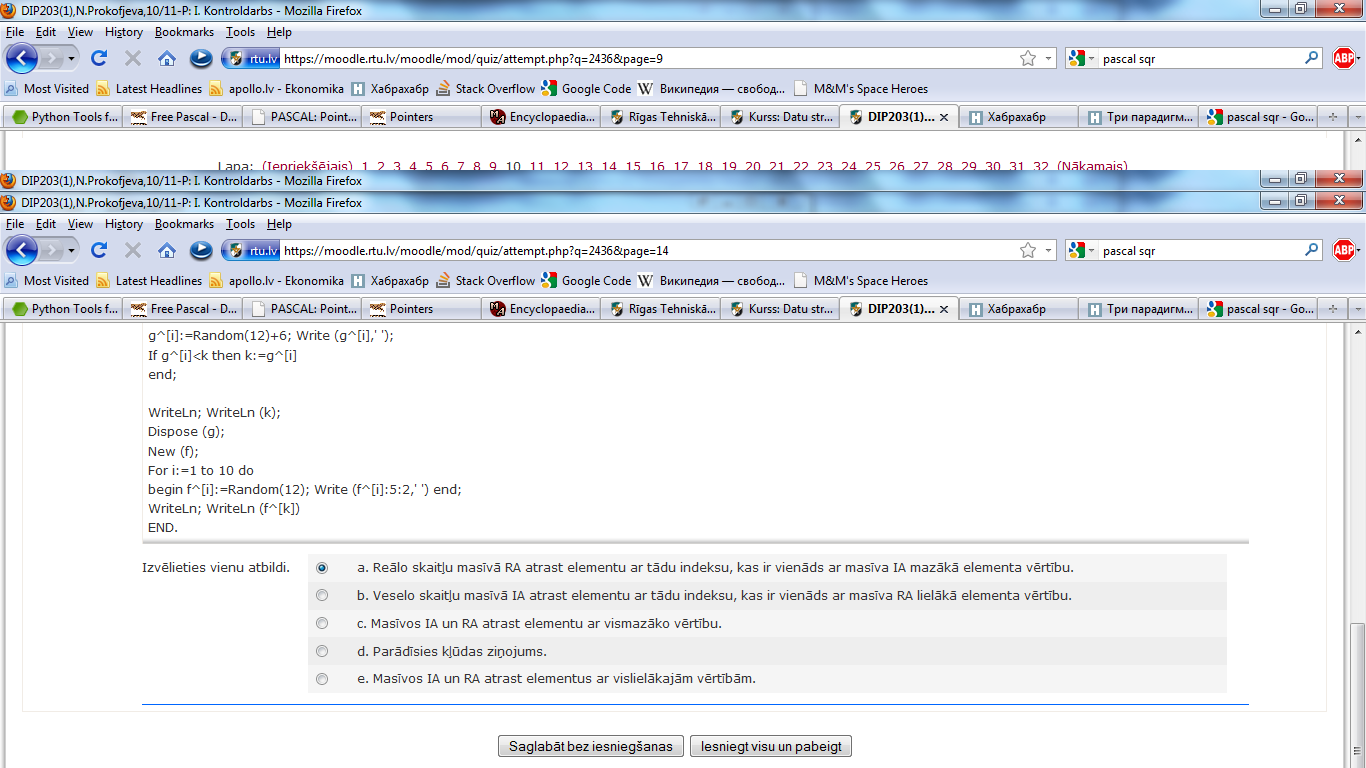 DIP203(1),N.Prokofjeva,10/11-P: I. Kontroldarbs - Mozilla Firefox
File Edit View History Bookmarks Tools Help
rtu.lv https://moodle.rtu.lv/moodle/mod/quiz/attempt.php?q=2436&page=9 pascal sqr ABP
Most Visited Latest Headlines apollo.lv - Ekonomika Хабрахабр Stack Overflow Google Code Википедия — свобод... M&M's Space Heroes
Python Tools f... Free Pascal - D... PASCAL: Point... Pointers Encyclopaedia... Rīgas Tehniskā... Kurss: Datu str... DIP203(1)... Хабрахабр Три парадигм... pascal sqr - Go...
Lapa: (Iepriekšējais) 1 2 3 4 5 6 7 8 9 10 11 12 13 14 15 16 17 18 19 20 21 22 23 24 25 26 27 28 29 30 31 32 (Nākamais)
DIP203(1),N.Prokofjeva,10/11-P: I. Kontroldarbs - Mozilla Firefox
DIP203(1),N.Prokofjeva,10/11-P: I. Kontroldarbs - Mozilla Firefox
File Edit View History Bookmarks Tools Help
rtu.lv https://moodle.rtu.lv/moodle/mod/quiz/attempt.php?q=2436&page=14 pascal sqr ABP
Most Visited Latest Headlines apollo.lv - Ekonomika Хабрахабр Stack Overflow Google Code Википедия — свобод... M&M's Space Heroes
Python Tools f... Free Pascal - D... PASCAL: Point... Pointers Encyclopaedia... Rīgas Tehniskā... Kurss: Datu str... DIP203(1)... Хабрахабр Три парадигм... pascal sqr - Go...
g^[i]:=Random(12)+6; Write (g^[i],' ');
If g^[i]<k then k:=g^[i]
end;
WriteLn; WriteLn (k);
Dispose (g);
New (f);
For i:=1 to 10 do
begin f^[i]:=Random(12); Write (f^[i]:5:2,' ') end;
WriteLn; WriteLn (f^[k])
END.
Izvēlieties vienu atbildi.
a. Reālo skaitļu masīvā RA atrast elementu ar tādu indeksu, kas ir vienāds ar masīva IA mazākā elementa vērtību.
b. Veselo skaitļu masīvā IA atrast elementu ar tādu indeksu, kas ir vienāds ar masīva RA lielākā elementa vērtību.
c. Masīvos IA un RA atrast elementu ar vismazāko vērtību.
d. Parādīsies kļūdas ziņojums.
e. Masīvos IA un RA atrast elementus ar vislielākajām vērtībām.
Saglabāt bez iesniegšanas Iesniegt visu un pabeigt